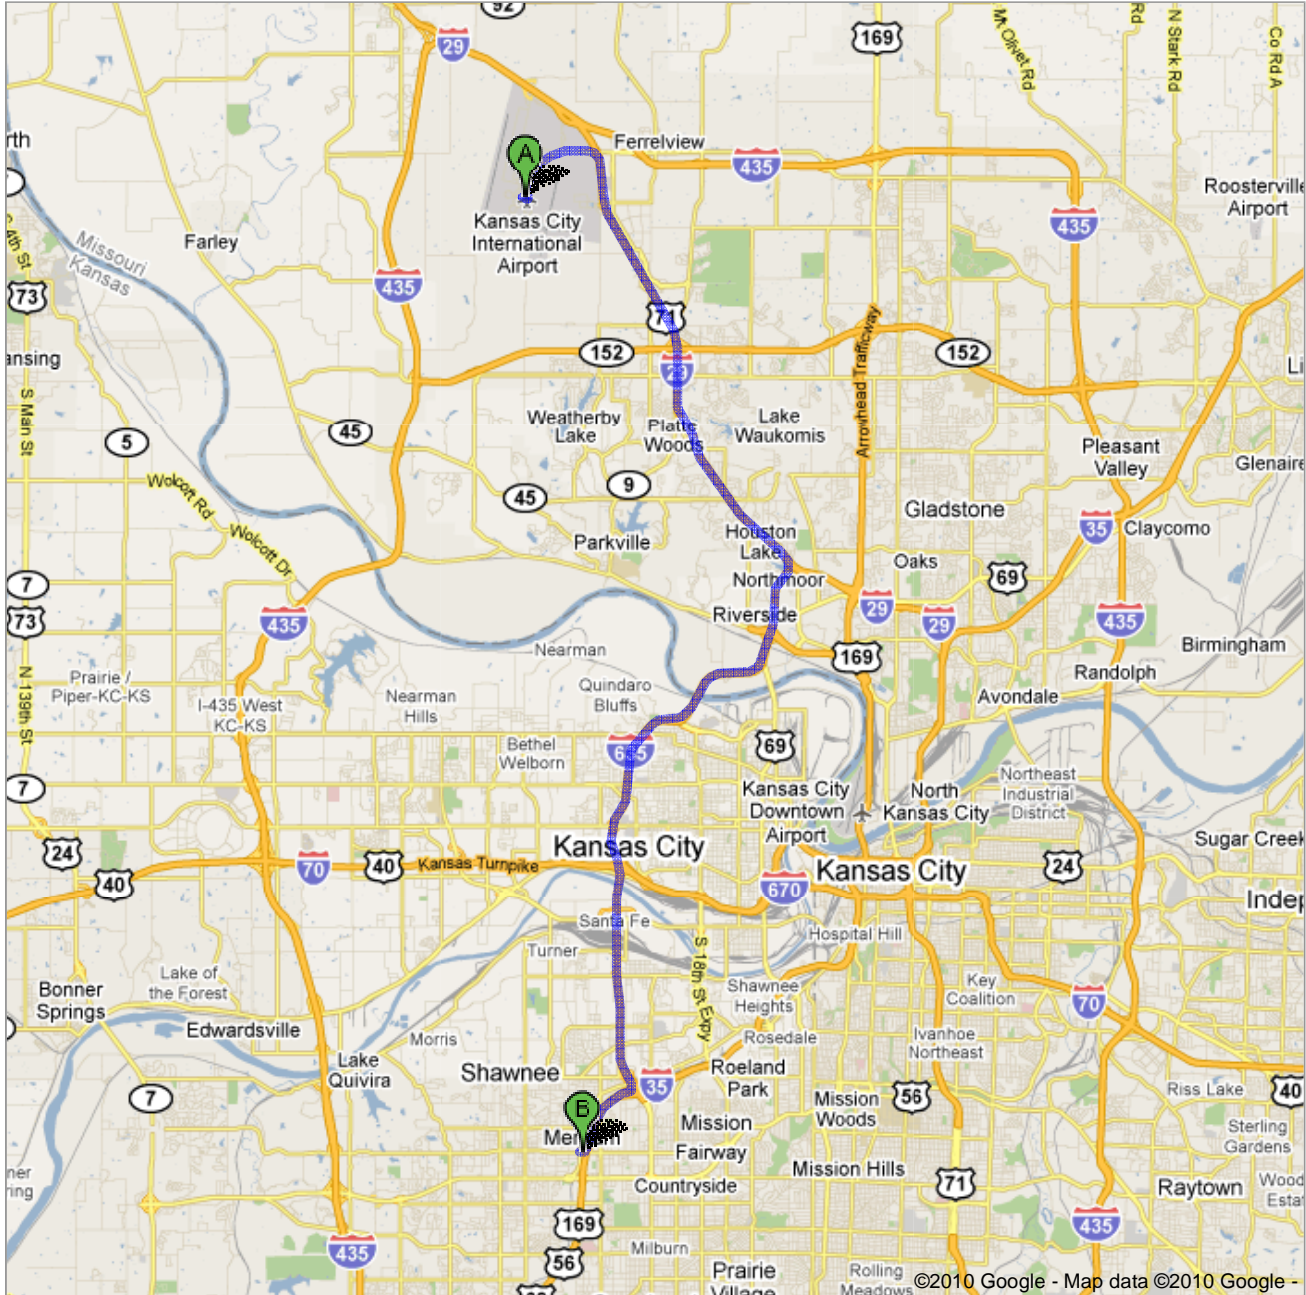 92
29
169
Mt Olivet Rd
Rd
N Stark Rd
Co Rd A
rth
A
Ferrelview
435
Roosterville
Airport
435
Kansas City
International
Airport
Missouri
Kansas
Farley
S 4th St
73
435
71
152
29
152
Arrowhead Trafficway
ansing
Li
S Main St
5
45
Weatherby
Lake
Platte
Woods
Lake
Waukomis
Pleasant
Valley
Glenaire
Wolcott Rd
Wolcott Dr
45
9
Gladstone
35
Claycomo
Parkville
Houston
Lake
Northmoor
Oaks
69
7
73
435
Riverside
29
29
435
Birmingham
Nearman
169
Randolph
Prairie /
Piper-KC-KS
N 139th St
I-435 West
KC-KS
Nearman
Hills
Quindaro
Bluffs
Avondale
Bethel
Welborn
635
69
7
Kansas City
Downtown
Airport
North
Kansas City
Northeast
Industrial
District
24
Kansas City
Sugar Creek
40
70
40
Kansas Turnpike
670
Kansas City
24
Indep
Santa Fe
Turner
S 18th St Expy
Hospital Hill
Bonner
Springs
Lake of
the Forest
Edwardsville
Shawnee
Heights
Key
Coalition
70
Morris
Rosedale
Ivanhoe
Northeast
Lake
Quivira
Shawnee
35
Roeland
Park
Riss Lake
40
7
B
Merriam
Mission
Mission
Woods
56
Fairway
Sterling
Gardens
ner
ring
Mission Hills
71
Raytown
Wood
Esta
Countryside
169
435
435
56
Milburn
Prairie
Village
Rolling
Meadows
©2010 Google - Map data ©2010 Google -